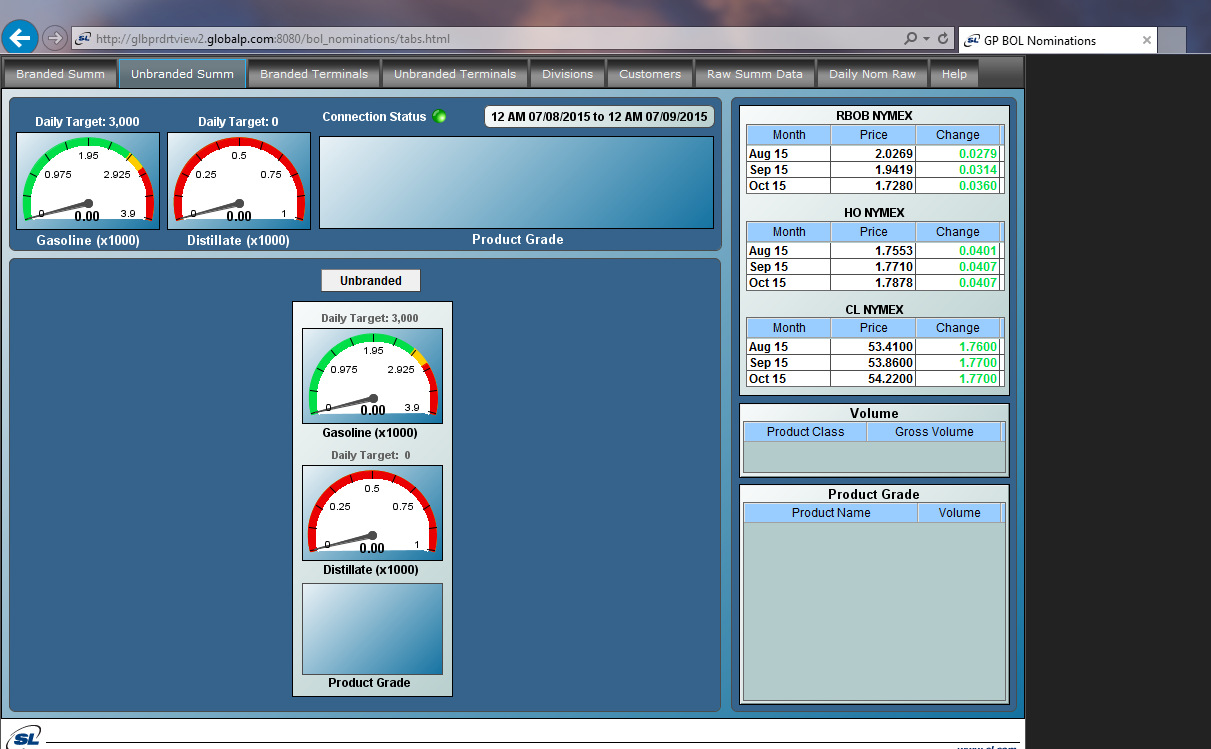 http://glbprdrtview2.globalp.com:8080/bol_nominations/tabs.html
GP BOL Nominations
Branded Summ Unbranded Summ Branded Terminals Unbranded Terminals Divisions Customers Raw Summ Data Daily Nom Raw Help
Daily Target: 3,000
0 0.975 1.95 2.925 3.9
0.00
Gasoline (x1000)
Daily Target: 0
0 0.25 0.5 0.75 1
0.00
Distillate (x1000)
Connection Status
12 AM 07/08/2015 to 12 AM 07/09/2015
Product Grade
Unbranded
Daily Target: 3,000
0 0.975 1.95 2.925 3.9
0.00
Gasoline (x1000)
Daily Target: 0
0 0.25 0.5 0.75 1
0.00
Distillate (x1000)
Product Grade
RBOB NYMEX
Month Price Change
Aug 15 2.0269 0.0279
Sep 15 1.9419 0.0314
Oct 15 1.7280 0.0360
HO NYMEX
Month Price Change
Aug 15 1.7553 0.0401
Sep 15 1.7710 0.0407
Oct 15 1.7878 0.0407
CL NYMEX
Month Price Change
Aug 15 53.4100 1.7600
Sep 15 53.8600 1.7700
Oct 15 54.2200 1.7700
Volume
Product Class Gross Volume
Product Grade
Product Name Volume
SL
www.sl.com